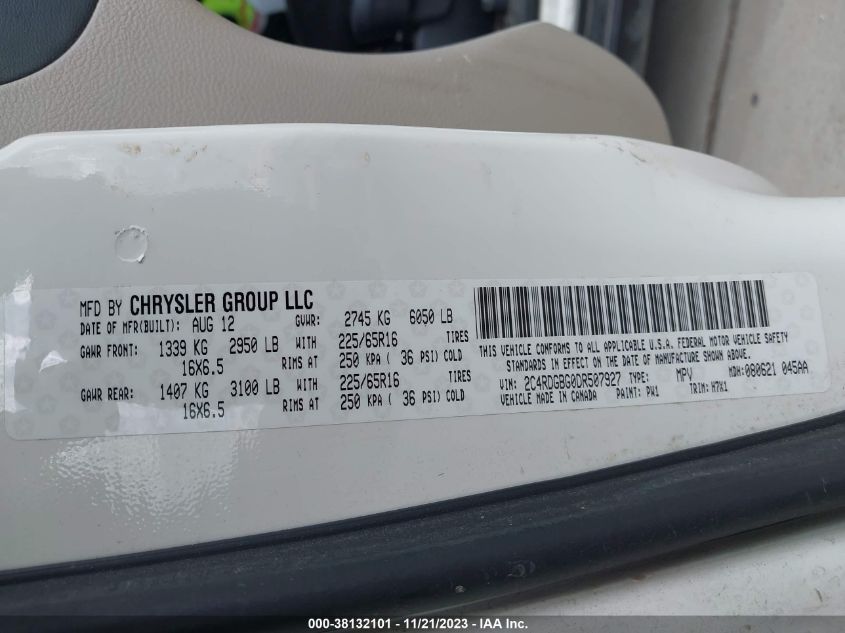 MFD BY CHRYSLER GROUP LLC
DATE OF MFR(BUILT): AUG 12 GVWR: 2745 KG 6050 LB
GAWR FRONT: 1339 KG 2950 LB WITH 225/65R16 TIRES
16X6.5 RIMS AT 250 KPA ( 36 PSI) COLD
GAWR REAR: 1407 KG 3100 LB WITH 225/65R16 TIRES
16X6.5 RIMS AT 250 KPA ( 36 PSI) COLD
THIS VEHICLE CONFORMS TO ALL APPLICABLE U.S.A. FEDERAL MOTOR VEHICLE SAFETY
STANDARDS IN EFFECT ON THE DATE OF MANUFACTURE SHOWN ABOVE.
VIN: 2C4RDGBG0DR507927 TYPE: MPV MDH: 080621 045AA
VEHICLE MADE IN CANADA PAINT: PW1 TRIM: M7X1
000-38132101 - 11/21/2023 - IAA Inc.